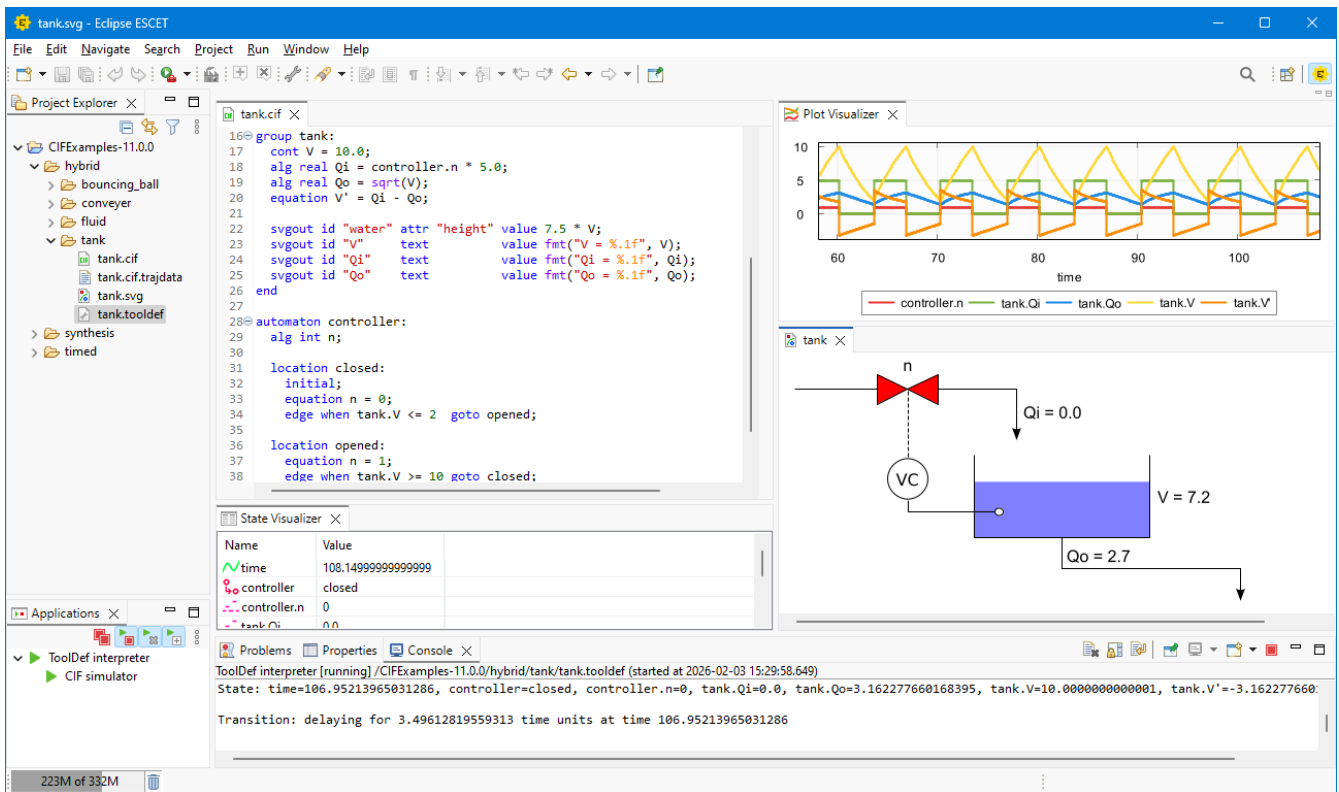 tank.svg - Eclipse ESCET
File Edit Navigate Search Project Run Window Help
Project Explorer
CIFExamples-11.0.0
hybrid
bouncing_ball
conveyer
fluid
tank
tank.cif
tank.cif.trajdata
tank.svg
tank.tooldef
synthesis
timed
tank.cif
16 group tank:
17 cont V = 10.0;
18 alg real Qi = controller.n * 5.0;
19 alg real Qo = sqrt(V);
20 equation V' = Qi - Qo;
21
22 svgout id "water" attr "height" value 7.5 * V;
23 svgout id "V" text value fmt("V = %.1f", V);
24 svgout id "Qi" text value fmt("Qi = %.1f", Qi);
25 svgout id "Qo" text value fmt("Qo = %.1f", Qo);
26 end
27
28 automaton controller:
29 alg int n;
30
31 location closed:
32 initial;
33 equation n = 0;
34 edge when tank.V <= 2 goto opened;
35
36 location opened:
37 equation n = 1;
38 edge when tank.V >= 10 goto closed;
Plot Visualizer
10
5
0
60 70 80 90 100
time
controller.n tank.Qi tank.Qo tank.V tank.V'
tank
n
Qi = 0.0
VC
V = 7.2
Qo = 2.7
State Visualizer
Name Value
time 108.14999999999999
controller closed
controller.n 0
tank.Qi 0.0
Applications
ToolDef interpreter
CIF simulator
Problems Properties Console
ToolDef interpreter [running] /CIFExamples-11.0.0/hybrid/tank/tank.tooldef (started at 2026-02-03 15:29:58.649)
State: time=106.95213965031286, controller=closed, controller.n=0, tank.Qi=0.0, tank.Qo=3.162277660168395, tank.V=10.0000000000001, tank.V'=-3.162277660
Transition: delaying for 3.49612819559313 time units at time 106.95213965031286
223M of 332M